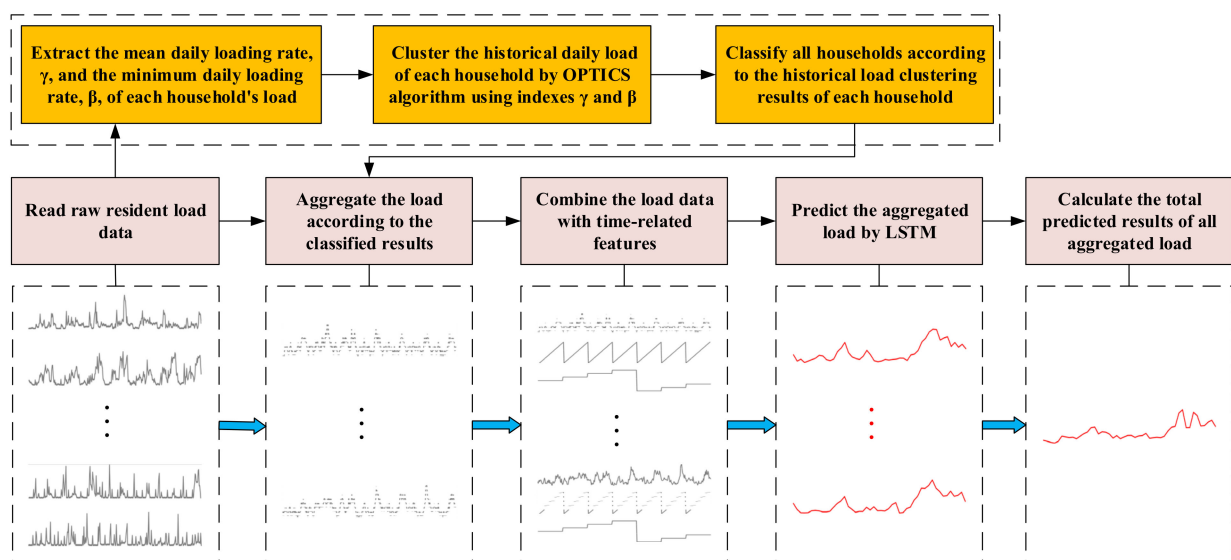 Extract the mean daily loading rate,
γ, and the minimum daily loading
rate, β, of each household's load
Cluster the historical daily load
of each household by OPTICS
algorithm using indexes γ and β
Classify all households according
to the historical load clustering
results of each household
Read raw resident load
data
Aggregate the load
according to the
classified results
Combine the load data
with time-related
features
Predict the aggregated
load by LSTM
Calculate the total
predicted results of all
aggregated load